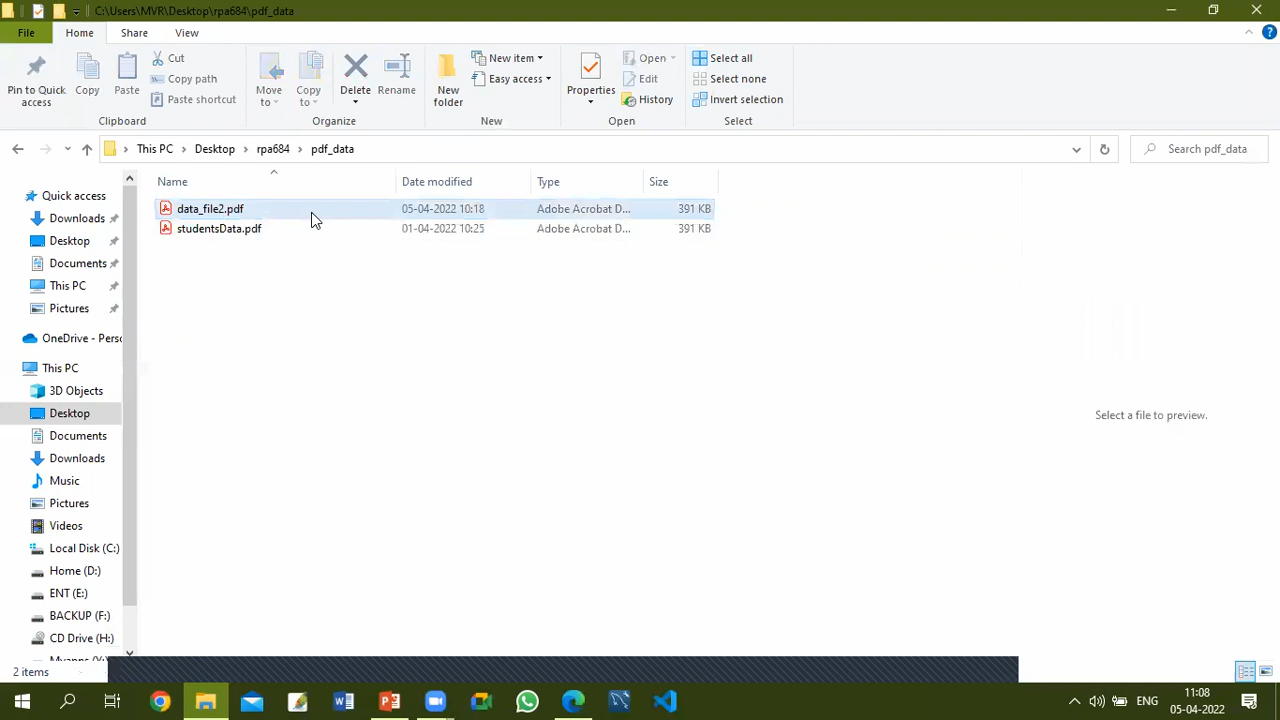 C:\Users\MVR\Desktop\rpa684\pdf_data
File Home Share View
Pin to Quick access
Copy
Paste
Cut
Copy path
Paste shortcut
Clipboard
Move to
Copy to
Delete
Rename
Organize
New folder
New item
Easy access
New
Properties
Open
Edit
History
Open
Select all
Select none
Invert selection
Select
This PC > Desktop > rpa684 > pdf_data
Search pdf_data
Name Date modified Type Size
data_file2.pdf 05-04-2022 10:18 Adobe Acrobat D... 391 KB
studentsData.pdf 01-04-2022 10:25 Adobe Acrobat D... 391 KB
Quick access
Downloads
Desktop
Documents
This PC
Pictures
OneDrive - Perso
This PC
3D Objects
Desktop
Documents
Downloads
Music
Pictures
Videos
Local Disk (C:)
Home (D:)
ENT (E:)
BACKUP (F:)
CD Drive (H:)
Select a file to preview.
2 items
ENG
11:08
05-04-2022